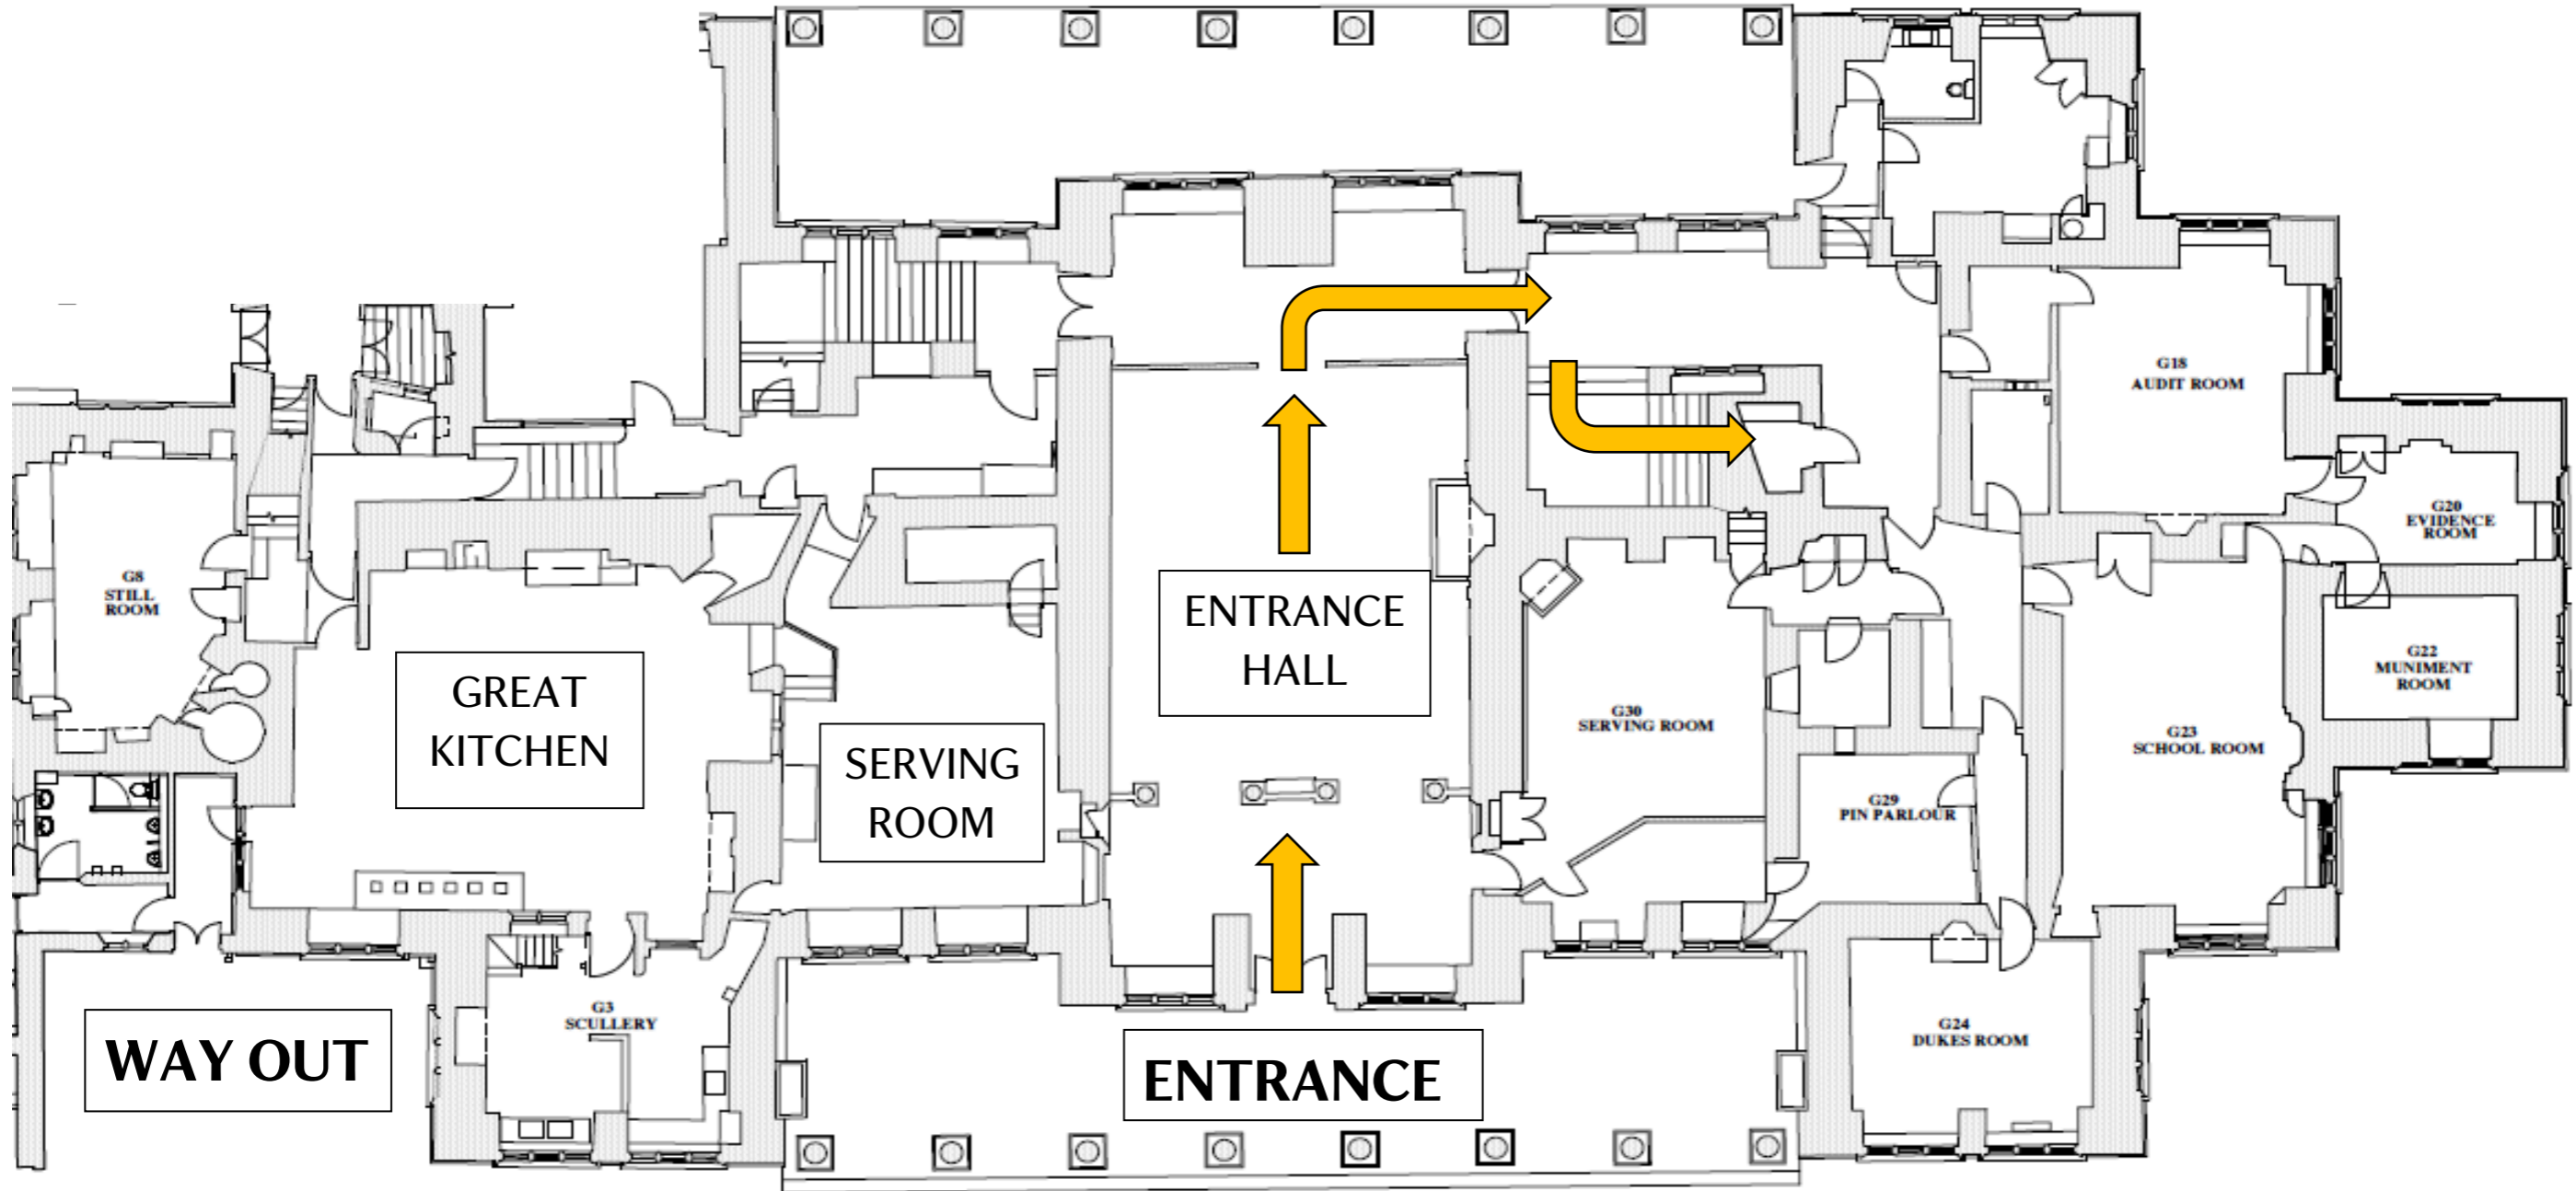 G18
AUDIT ROOM
G20
EVIDENCE
ROOM
G8
STILL
ROOM
ENTRANCE
HALL
G22
MUNIMENT
ROOM
GREAT
KITCHEN
G30
SERVING ROOM
G23
SCHOOL ROOM
SERVING
ROOM
G29
PIN PARLOUR
G3
SCULLERY
G24
DUKES ROOM
WAY OUT
ENTRANCE